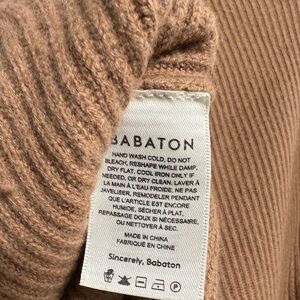 BABATON
HAND WASH COLD, DO NOT
BLEACH, RESHAPE WHILE DAMP,
DRY FLAT, COOL IRON ONLY IF
NEEDED, OR DRY CLEAN. LAVER À
LA MAIN À L'EAU FROIDE, NE PAS
JAVELISER, REMODELER PENDANT
QUE L'ARTICLE EST ENCORE
HUMIDE, SÉCHER À PLAT.
REPASSAGE DOUX SI NÉCESSAIRE,
OU NETTOYER À SEC.
MADE IN CHINA
FABRIQUÉ EN CHINE
Sincerely, Babaton